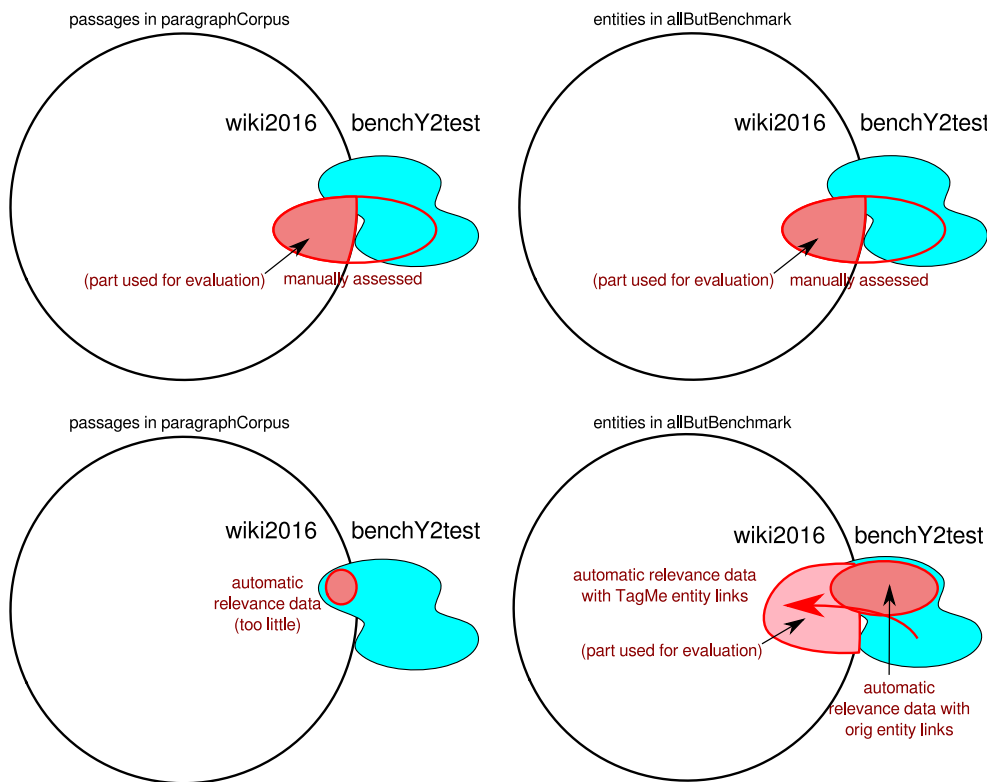 passages in paragraphCorpus
wiki2016 benchY2test
(part used for evaluation) manually assessed
entities in allButBenchmark
wiki2016 benchY2test
(part used for evaluation) manually assessed
passages in paragraphCorpus
wiki2016 benchY2test
automatic
relevance data
(too little)
entities in allButBenchmark
wiki2016 benchY2test
automatic relevance data
with TagMe entity links
(part used for evaluation)
automatic
relevance data with
orig entity links